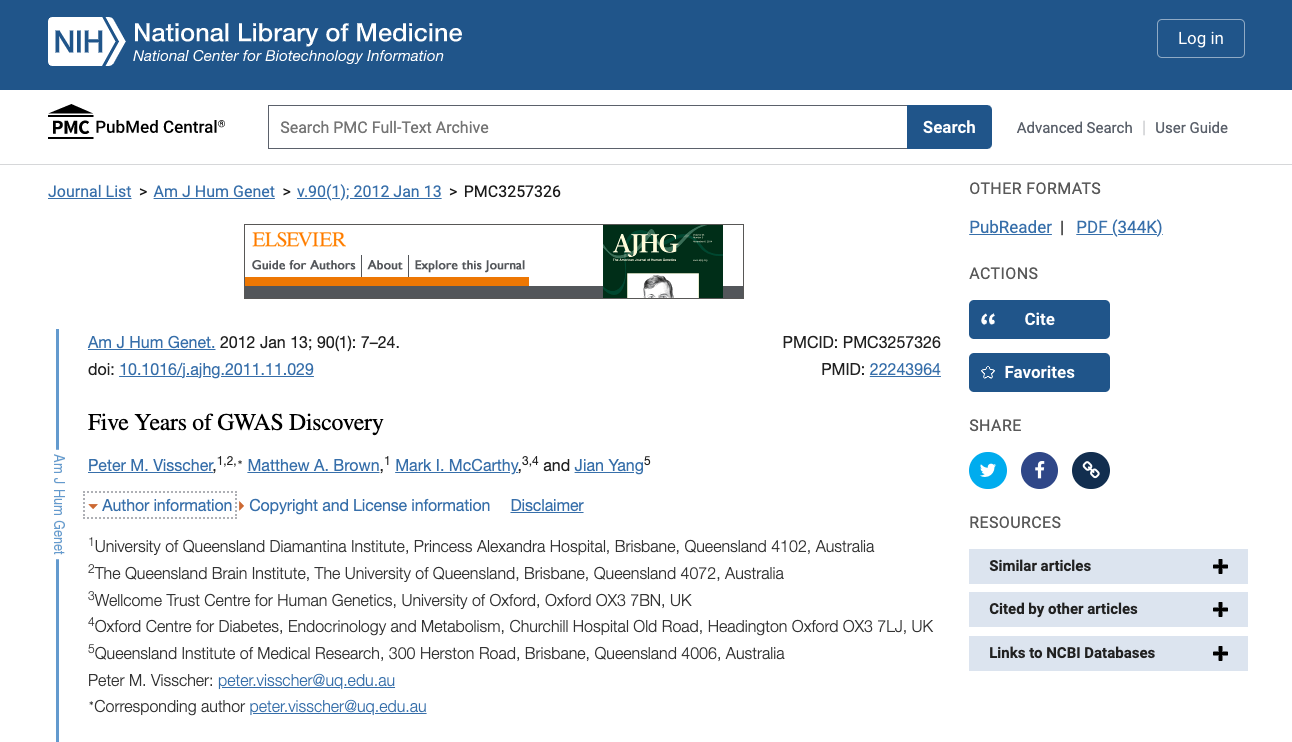 NIH National Library of Medicine
National Center for Biotechnology Information
Log in
PMC PubMed Central®
Search PMC Full-Text Archive
Search
Advanced Search | User Guide
Journal List > Am J Hum Genet > v.90(1); 2012 Jan 13 > PMC3257326
ELSEVIER
Guide for Authors | About | Explore this Journal
AJHG
Am J Hum Genet
Am J Hum Genet. 2012 Jan 13; 90(1): 7–24.
PMCID: PMC3257326
doi: 10.1016/j.ajhg.2011.11.029
PMID: 22243964
Five Years of GWAS Discovery
Peter M. Visscher,1,2,* Matthew A. Brown,1 Mark I. McCarthy,3,4 and Jian Yang5
Author information Copyright and License information Disclaimer
1University of Queensland Diamantina Institute, Princess Alexandra Hospital, Brisbane, Queensland 4102, Australia
2The Queensland Brain Institute, The University of Queensland, Brisbane, Queensland 4072, Australia
3Wellcome Trust Centre for Human Genetics, University of Oxford, Oxford OX3 7BN, UK
4Oxford Centre for Diabetes, Endocrinology and Metabolism, Churchill Hospital Old Road, Headington Oxford OX3 7LJ, UK
5Queensland Institute of Medical Research, 300 Herston Road, Brisbane, Queensland 4006, Australia
Peter M. Visscher: peter.visscher@uq.edu.au
*Corresponding author peter.visscher@uq.edu.au
OTHER FORMATS
PubReader | PDF (344K)
ACTIONS
Cite
Favorites
SHARE
RESOURCES
Similar articles
Cited by other articles
Links to NCBI Databases